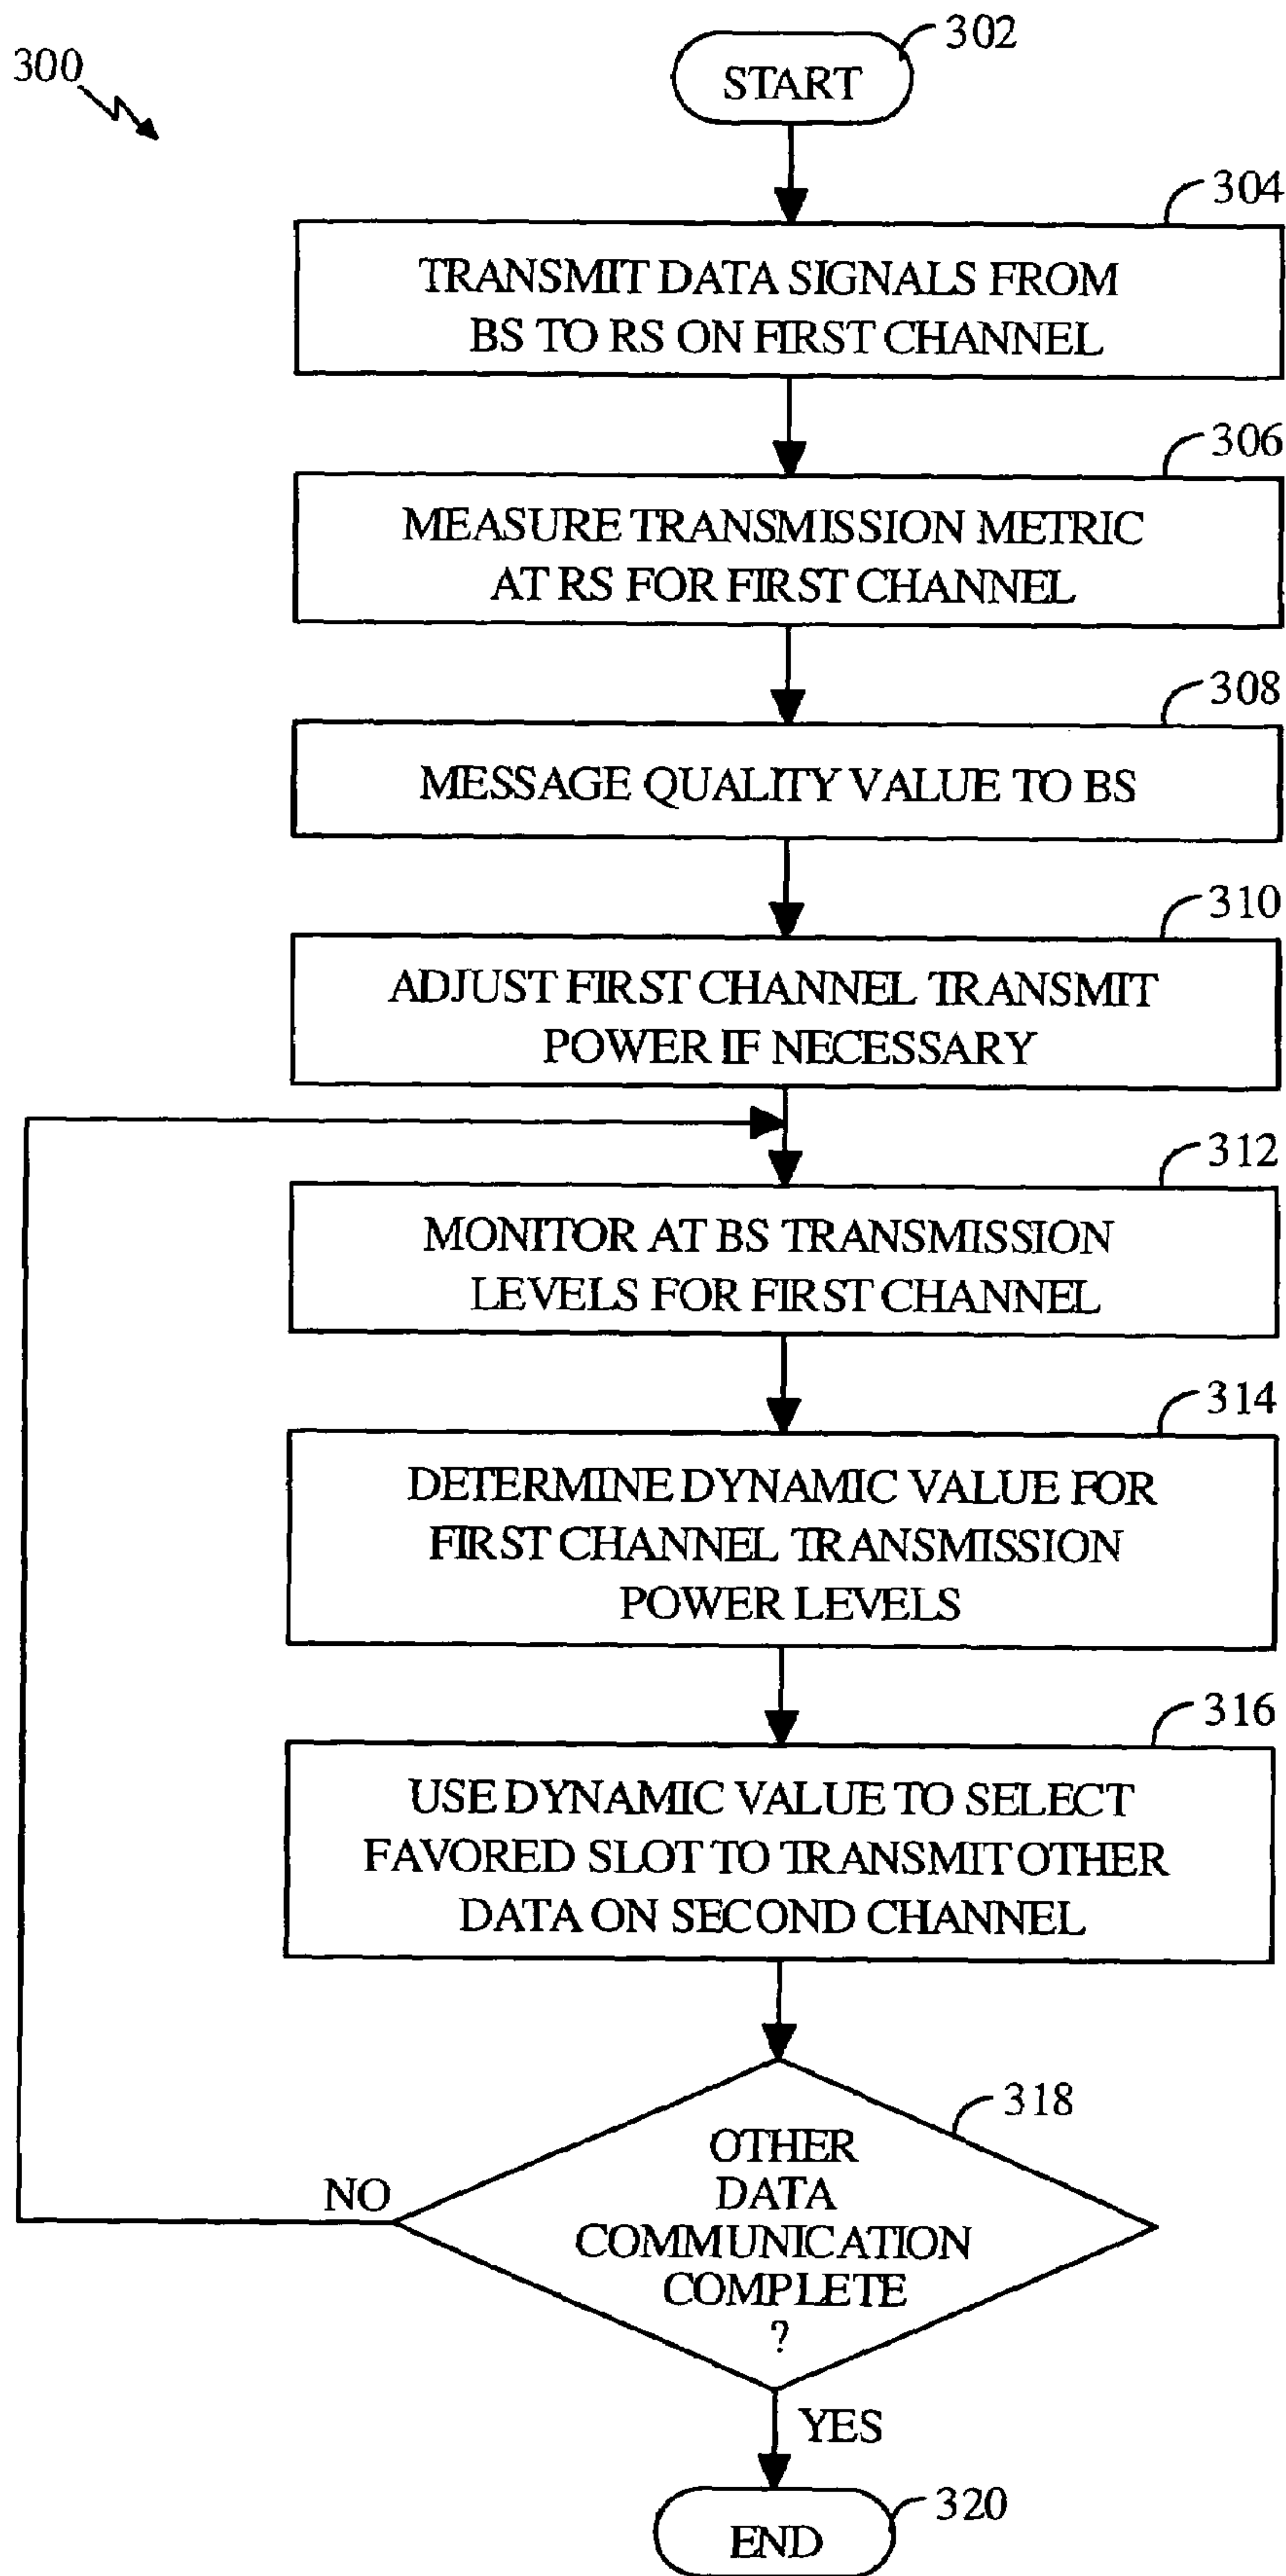 300
302
START
304
TRANSMIT DATA SIGNALS FROM
BS TO RS ON FIRST CHANNEL
306
MEASURE TRANSMISSION METRIC
AT RS FOR FIRST CHANNEL
308
MESSAGE QUALITY VALUE TO BS
310
ADJUST FIRST CHANNEL TRANSMIT
POWER IF NECESSARY
312
MONITOR AT BS TRANSMISSION
LEVELS FOR FIRST CHANNEL
314
DETERMINE DYNAMIC VALUE FOR
FIRST CHANNEL TRANSMISSION
POWER LEVELS
316
USE DYNAMIC VALUE TO SELECT
FAVORED SLOT TO TRANSMIT OTHER
DATA ON SECOND CHANNEL
318
OTHER
DATA
COMMUNICATION
COMPLETE
?
NO
YES
320
END